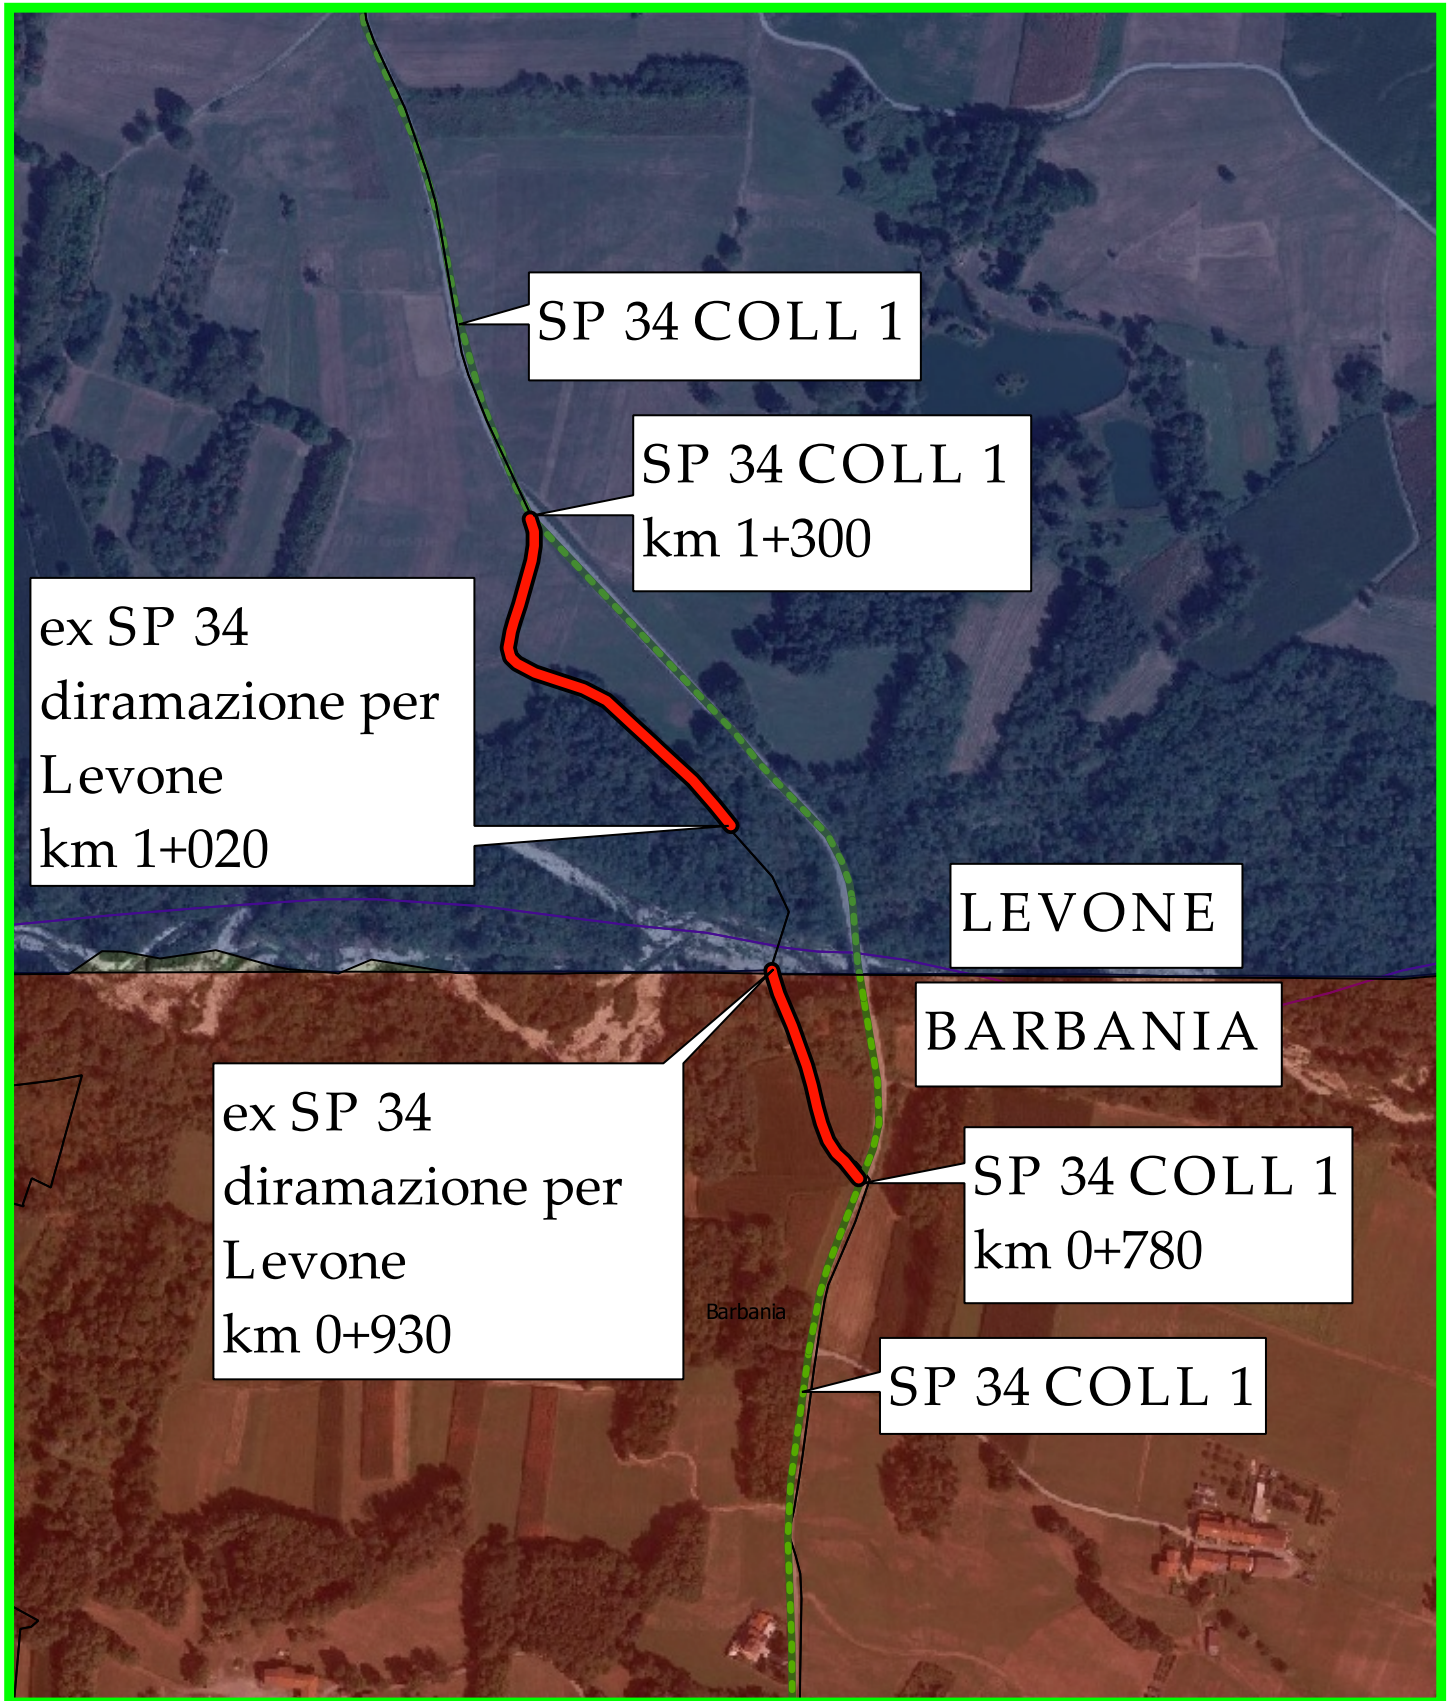 SP 34 COLL 1
SP 34 COLL 1
km 1+300
ex SP 34
diramazione per
Levone
km 1+020
LEVONE
BARBANIA
ex SP 34
diramazione per
Levone
km 0+930
SP 34 COLL 1
km 0+780
Barbania
SP 34 COLL 1